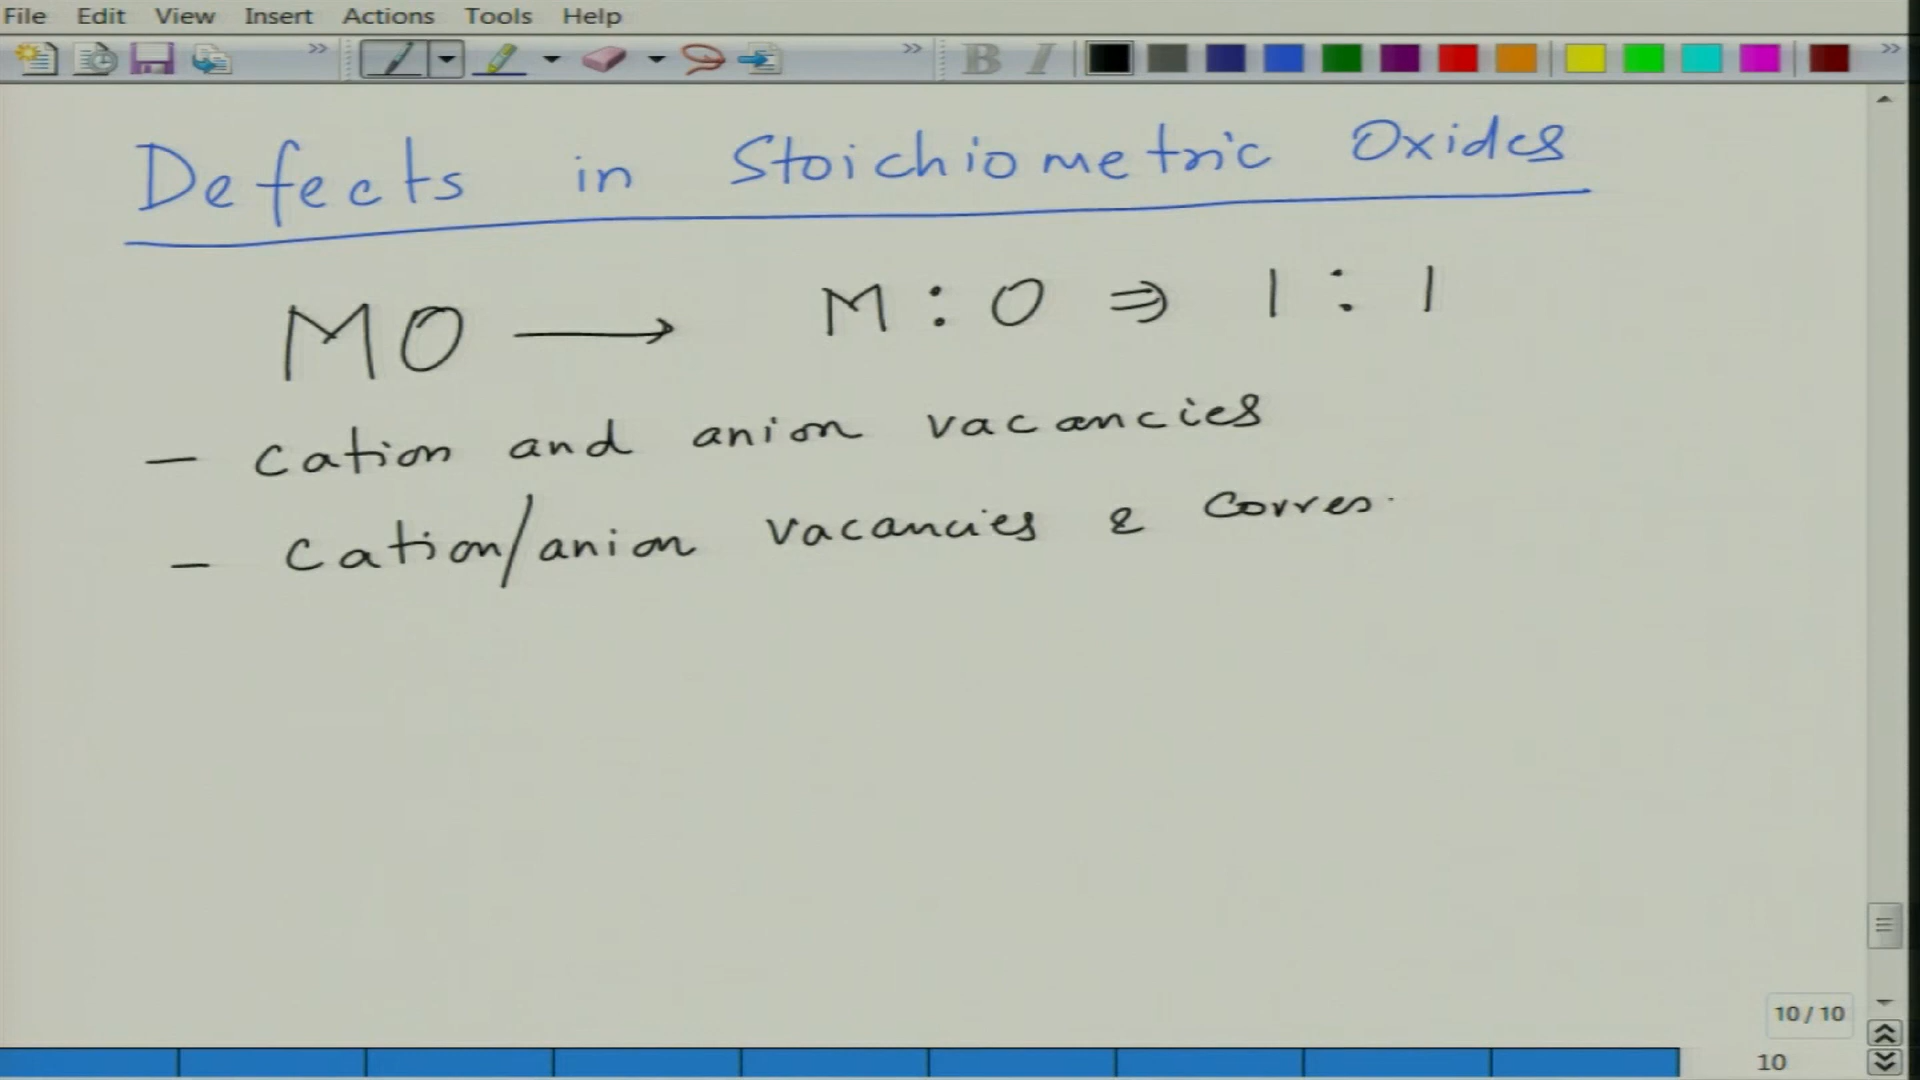 File Edit View Insert Actions Tools Help
B I
Defects in Stoichiometric Oxides
MO → M : O ⇒ 1 : 1
– Cation and anion vacancies
– Cation/anion vacancies & Corres.
10 / 10
10